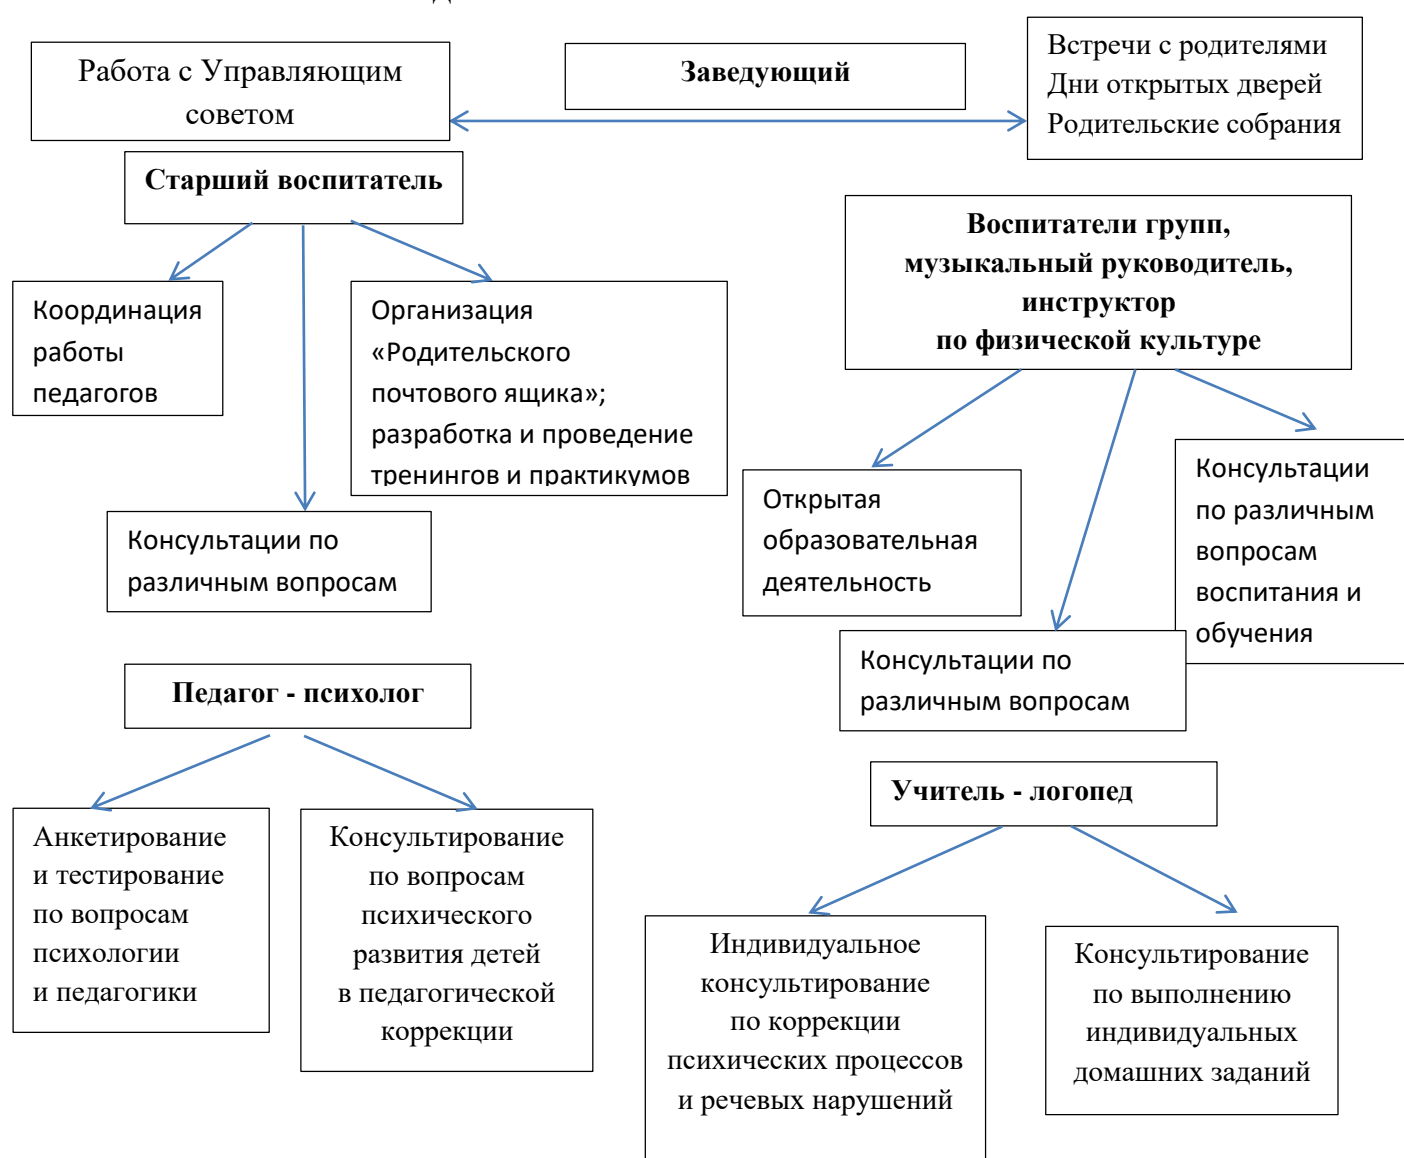 Работа с Управляющим
советом
Заведующий
Встречи с родителями
Дни открытых дверей
Родительские собрания
Старший воспитатель
Воспитатели групп,
музыкальный руководитель,
инструктор
по физической культуре
Координация
работы
педагогов
Организация
«Родительского
почтового ящика»;
разработка и проведение
тренингов и практикумов
Консультации по
различным вопросам
Открытая
образовательная
деятельность
Консультации
по различным
вопросам
воспитания и
обучения
Консультации по
различным вопросам
Педагог - психолог
Анкетирование
и тестирование
по вопросам
психологии
и педагогики
Консультирование
по вопросам
психического
развития детей
в педагогической
коррекции
Учитель - логопед
Индивидуальное
консультирование
по коррекции
психических процессов
и речевых нарушений
Консультирование
по выполнению
индивидуальных
домашних заданий